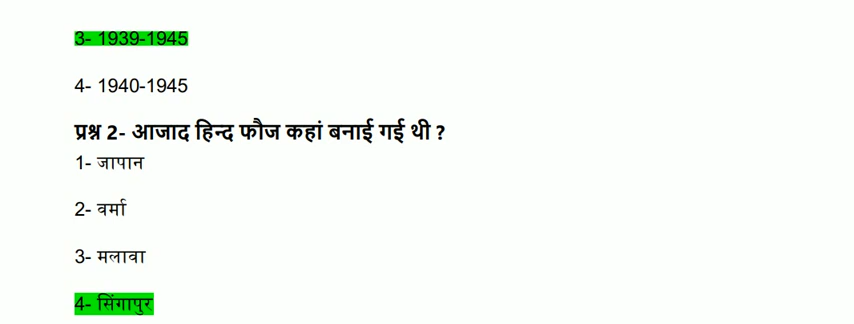 3- 1939-1945
4- 1940-1945
प्रश्न 2- आजाद हिन्द फौज कहां बनाई गई थी ?
1- जापान
2- वर्मा
3- मलावा
4- सिंगापुर